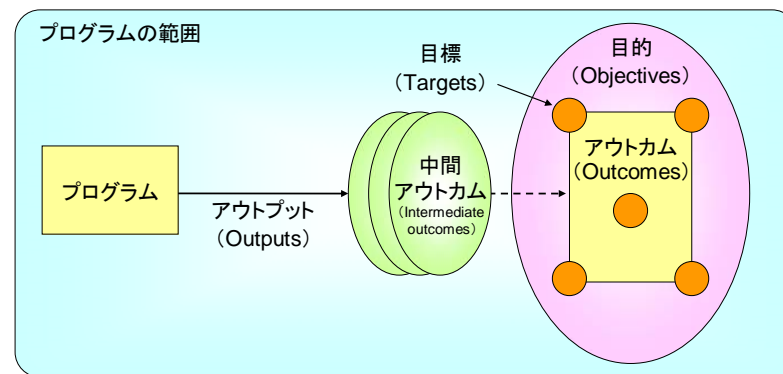 プログラムの範囲
プログラム
アウトプット
（Outputs）
中間
アウトカム
（Intermediate
outcomes）
目標
（Targets）
目的
（Objectives）
アウトカム
（Outcomes）